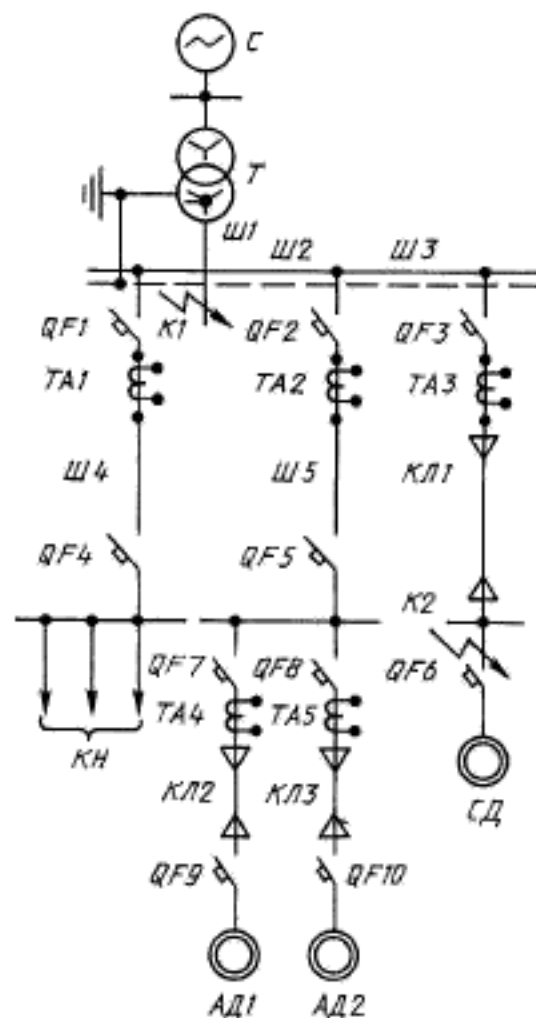 С
Т
Ш1
Ш2 Ш3
QF1 К1 QF2 QF3
ТА1 ТА2 ТА3
Ш4 Ш5 КЛ1
QF4 QF5 К2
QF7 QF8 QF6
ТА4 ТА5
КН
КЛ2 КЛ3 СД
QF9 QF10
АД1 АД2